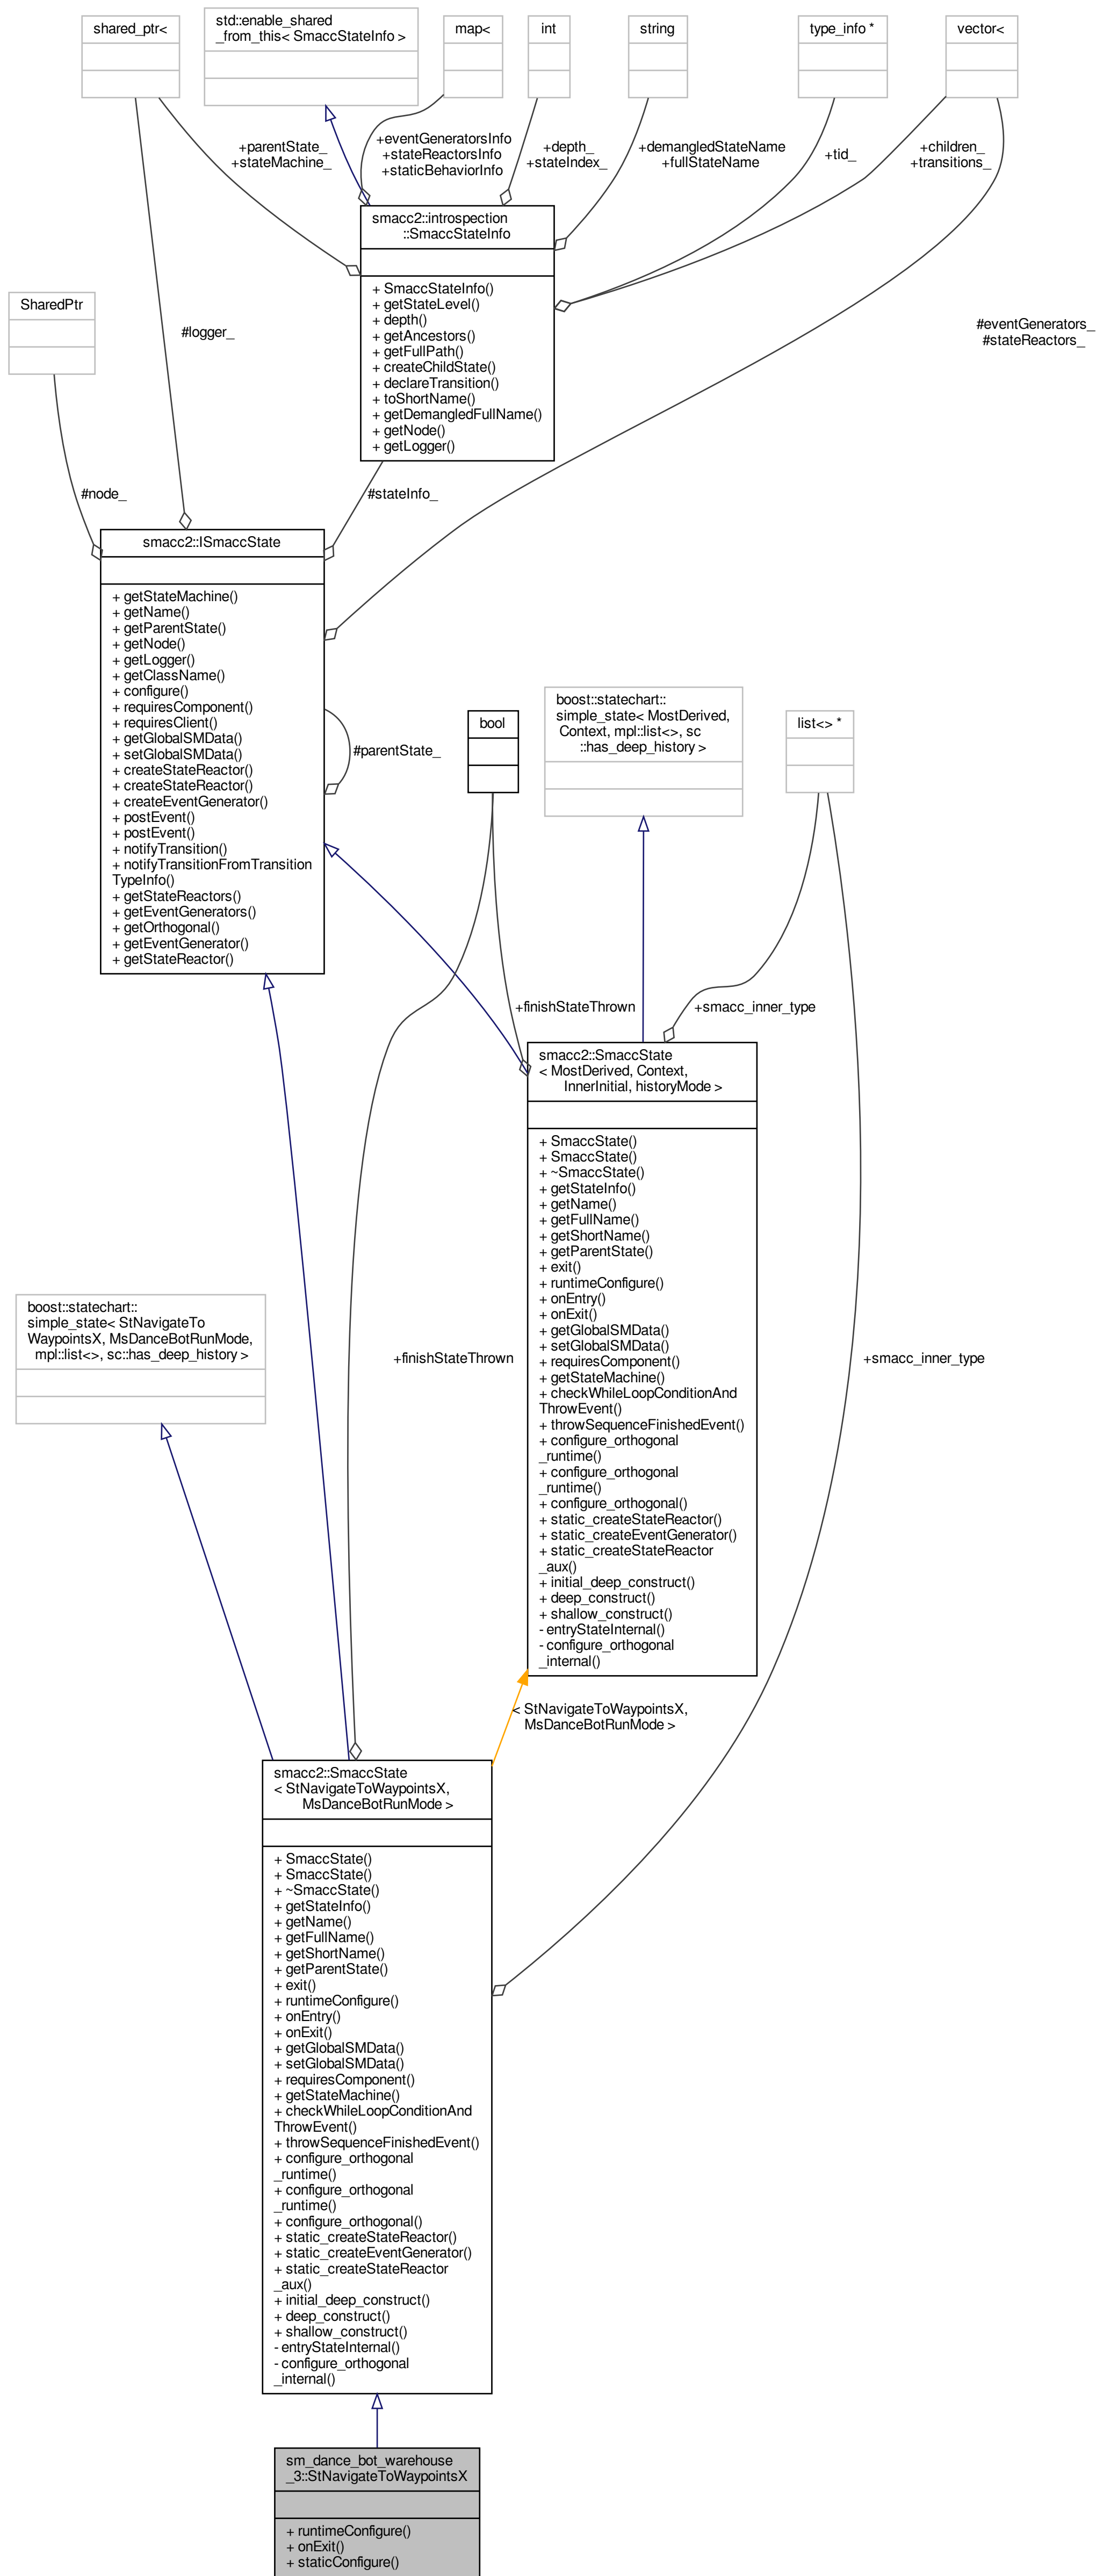 shared_ptr<
std::enable_shared
_from_this< SmaccStateInfo >
map<
int
string
type_info *
vector<
+parentState_
+stateMachine_
+eventGeneratorsInfo
+stateReactorsInfo
+staticBehaviorInfo
+depth_
+stateIndex_
+demangledStateName
+fullStateName
+tid_
+children_
+transitions_
smacc2::introspection
::SmaccStateInfo
+ SmaccStateInfo()
+ getStateLevel()
+ depth()
+ getAncestors()
+ getFullPath()
+ createChildState()
+ declareTransition()
+ toShortName()
+ getDemangledFullName()
+ getNode()
+ getLogger()
SharedPtr
#logger_
#eventGenerators_
#stateReactors_
#node_
#stateInfo_
smacc2::ISmaccState
+ getStateMachine()
+ getName()
+ getParentState()
+ getNode()
+ getLogger()
+ getClassName()
+ configure()
+ requiresComponent()
+ requiresClient()
+ getGlobalSMData()
+ setGlobalSMData()
+ createStateReactor()
+ createStateReactor()
+ createEventGenerator()
+ postEvent()
+ postEvent()
+ notifyTransition()
+ notifyTransitionFromTransition
TypeInfo()
+ getStateReactors()
+ getEventGenerators()
+ getOrthogonal()
+ getEventGenerator()
+ getStateReactor()
#parentState_
bool
boost::statechart::
simple_state< MostDerived,
Context, mpl::list<>, sc
::has_deep_history >
list<> *
+finishStateThrown
+smacc_inner_type
smacc2::SmaccState
< MostDerived, Context,
InnerInitial, historyMode >
+ SmaccState()
+ SmaccState()
+ ~SmaccState()
+ getStateInfo()
+ getName()
+ getFullName()
+ getShortName()
+ getParentState()
+ exit()
+ runtimeConfigure()
+ onEntry()
+ onExit()
+ getGlobalSMData()
+ setGlobalSMData()
+ requiresComponent()
+ getStateMachine()
+ checkWhileLoopConditionAnd
ThrowEvent()
+ throwSequenceFinishedEvent()
+ configure_orthogonal
_runtime()
+ configure_orthogonal
_runtime()
+ configure_orthogonal()
+ static_createStateReactor()
+ static_createEventGenerator()
+ static_createStateReactor
_aux()
+ initial_deep_construct()
+ deep_construct()
+ shallow_construct()
- entryStateInternal()
- configure_orthogonal
_internal()
boost::statechart::
simple_state< StNavigateTo
WaypointsX, MsDanceBotRunMode,
mpl::list<>, sc::has_deep_history >
+finishStateThrown
+smacc_inner_type
< StNavigateToWaypointsX,
MsDanceBotRunMode >
smacc2::SmaccState
< StNavigateToWaypointsX,
MsDanceBotRunMode >
+ SmaccState()
+ SmaccState()
+ ~SmaccState()
+ getStateInfo()
+ getName()
+ getFullName()
+ getShortName()
+ getParentState()
+ exit()
+ runtimeConfigure()
+ onEntry()
+ onExit()
+ getGlobalSMData()
+ setGlobalSMData()
+ requiresComponent()
+ getStateMachine()
+ checkWhileLoopConditionAnd
ThrowEvent()
+ throwSequenceFinishedEvent()
+ configure_orthogonal
_runtime()
+ configure_orthogonal
_runtime()
+ configure_orthogonal()
+ static_createStateReactor()
+ static_createEventGenerator()
+ static_createStateReactor
_aux()
+ initial_deep_construct()
+ deep_construct()
+ shallow_construct()
- entryStateInternal()
- configure_orthogonal
_internal()
sm_dance_bot_warehouse
_3::StNavigateToWaypointsX
+ runtimeConfigure()
+ onExit()
+ staticConfigure()